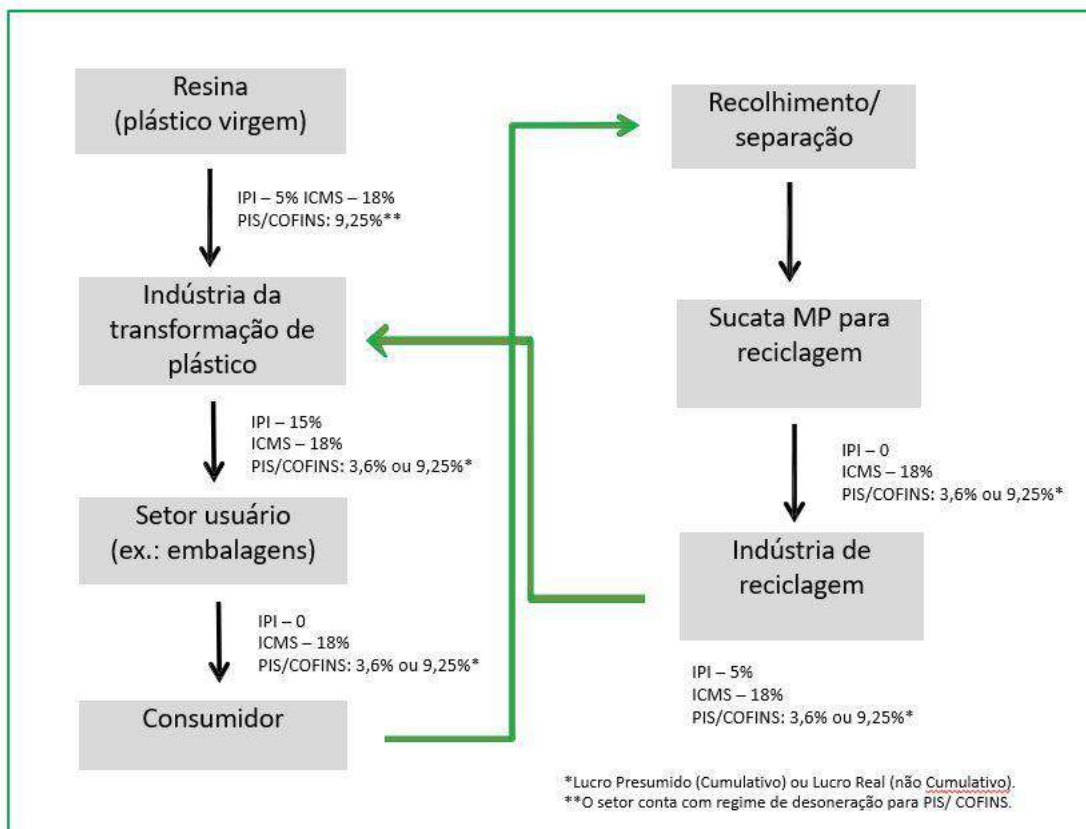 Resina
(plástico virgem)
IPI – 5% ICMS – 18%
PIS/COFINS: 9,25%**
Indústria da
transformação de
plástico
IPI – 15%
ICMS – 18%
PIS/COFINS: 3,6% ou 9,25%*
Setor usuário
(ex.: embalagens)
IPI – 0
ICMS – 18%
PIS/COFINS: 3,6% ou 9,25%*
Consumidor
Recolhimento/
separação
Sucata MP para
reciclagem
IPI – 0
ICMS – 18%
PIS/COFINS: 3,6% ou 9,25%*
Indústria de
reciclagem
IPI – 5%
ICMS – 18%
PIS/COFINS: 3,6% ou 9,25%*
*Lucro Presumido (Cumulativo) ou Lucro Real (não Cumulativo).
**O setor conta com regime de desoneração para PIS/ COFINS.